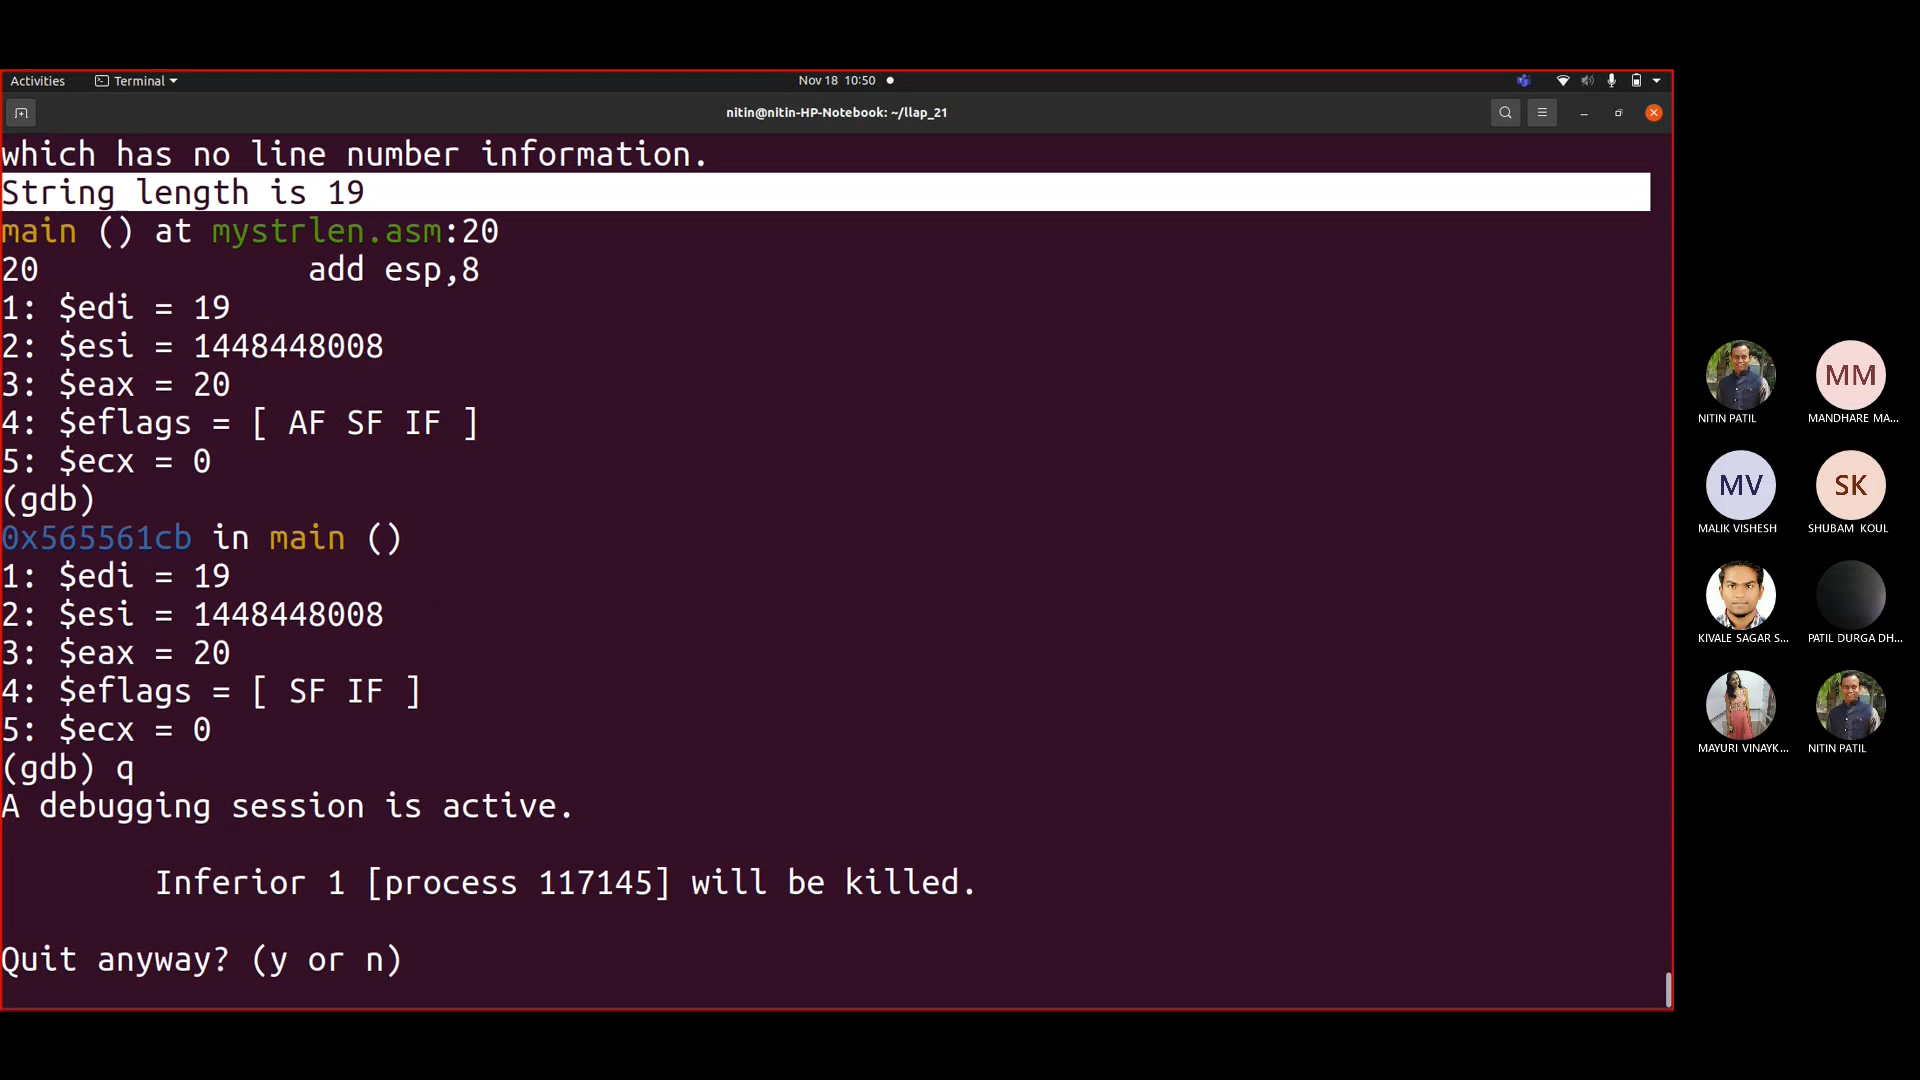 Activities Terminal Nov 18 10:50
nitin@nitin-HP-Notebook: ~/llap_21
which has no line number information.
String length is 19
main () at mystrlen.asm:20
20 add esp,8
1: $edi = 19
2: $esi = 1448448008
3: $eax = 20
4: $eflags = [ AF SF IF ]
5: $ecx = 0
(gdb)
0x565561cb in main ()
1: $edi = 19
2: $esi = 1448448008
3: $eax = 20
4: $eflags = [ SF IF ]
5: $ecx = 0
(gdb) q
A debugging session is active.
Inferior 1 [process 117145] will be killed.
Quit anyway? (y or n)
MM
NITIN PATIL MANDHARE MA...
MV SK
MALIK VISHESH SHUBAM KOUL
KIVALE SAGAR S... PATIL DURGA DH...
MAYURI VINAYK... NITIN PATIL